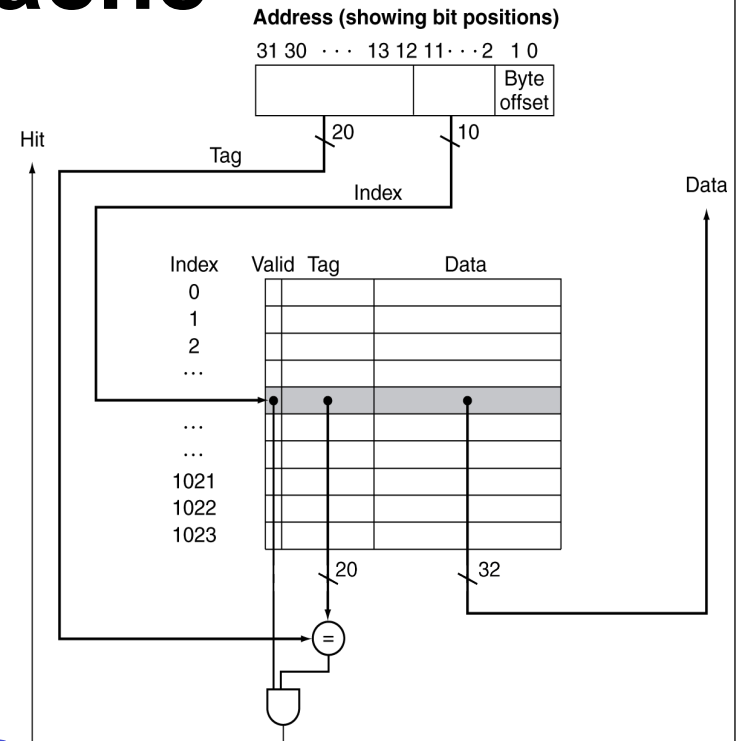 Address (showing bit positions)
31 30 ··· 13 12 11···2 1 0
Byte
offset
20 10
Hit
Tag
Data
Index
Index Valid Tag Data
0
1
2
...
...
...
1021
1022
1023
20 32
=